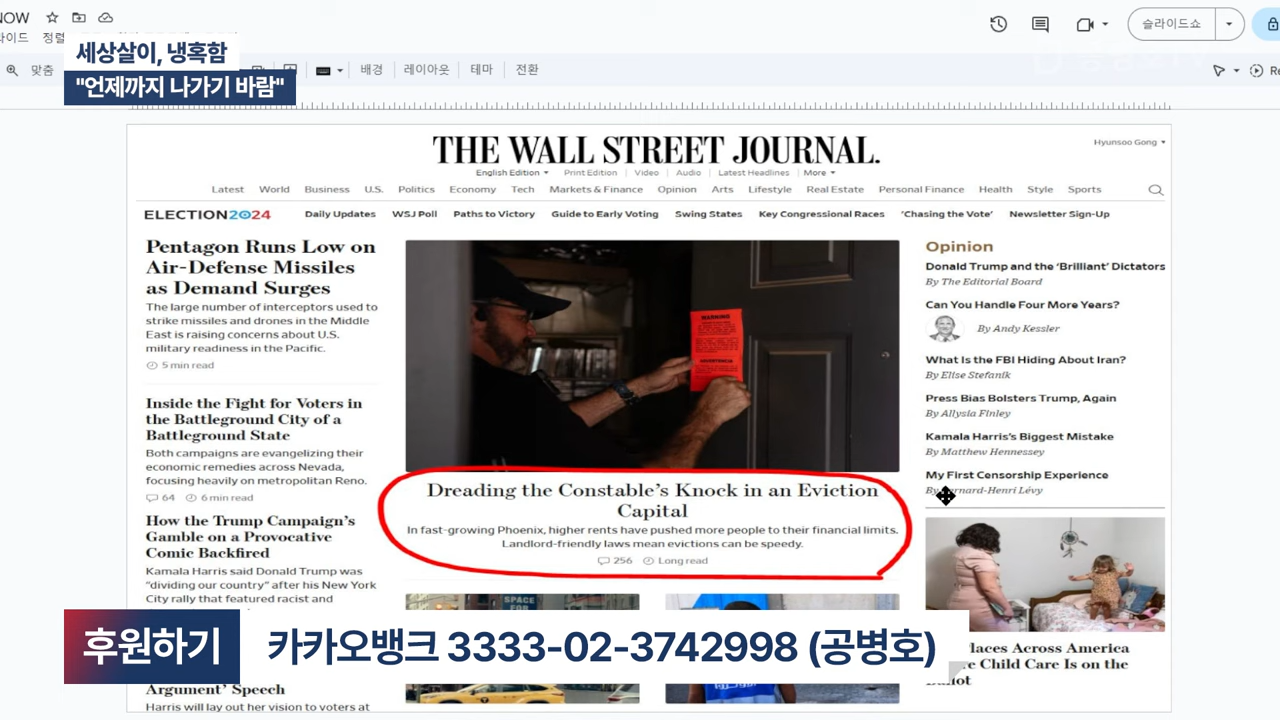 NOW
슬라이드쇼
라이드
정렬
세상살이, 냉혹함
"언제까지 나가기 바람"
맞춤
배경
레이아웃
테마
전환
THE WALL STREET JOURNAL.
Hyunsoo Gong
English Edition
Print Edition
Video
Audio
Latest Headlines
More
Latest World Business U.S. Politics Economy Tech Markets & Finance Opinion Arts Lifestyle Real Estate Personal Finance Health Style Sports
ELECTION2024 Daily Updates WSJ Poll Paths to Victory Guide to Early Voting Swing States Key Congressional Races 'Chasing the Vote' Newsletter Sign-Up
Pentagon Runs Low on
Air-Defense Missiles
as Demand Surges
The large number of interceptors used to
strike missiles and drones in the Middle
East is raising concerns about U.S.
military readiness in the Pacific.
5 min read
Inside the Fight for Voters in
the Battleground City of a
Battleground State
Both campaigns are evangelizing their
economic remedies across Nevada,
focusing heavily on metropolitan Reno.
64 6 min read
How the Trump Campaign's
Gamble on a Provocative
Comic Backfired
Kamala Harris said Donald Trump was
"dividing our country" after his New York
City rally that featured racist and
Argument' Speech
Harris will lay out her vision to voters at
WARNING
Dreading the Constable's Knock in an Eviction
Capital
In fast-growing Phoenix, higher rents have pushed more people to their financial limits.
Landlord-friendly laws mean evictions can be speedy.
256 Long read
SPACE
FOR
Opinion
Donald Trump and the 'Brilliant' Dictators
By The Editorial Board
Can You Handle Four More Years?
By Andy Kessler
What Is the FBI Hiding About Iran?
By Elise Stefanik
Press Bias Bolsters Trump, Again
By Allysia Finley
Kamala Harris's Biggest Mistake
By Matthew Hennessey
My First Censorship Experience
By Bernard-Henri Lévy
laces Across America
e Child Care Is on the
Ballot
후원하기
카카오뱅크 3333-02-3742998 (공병호)